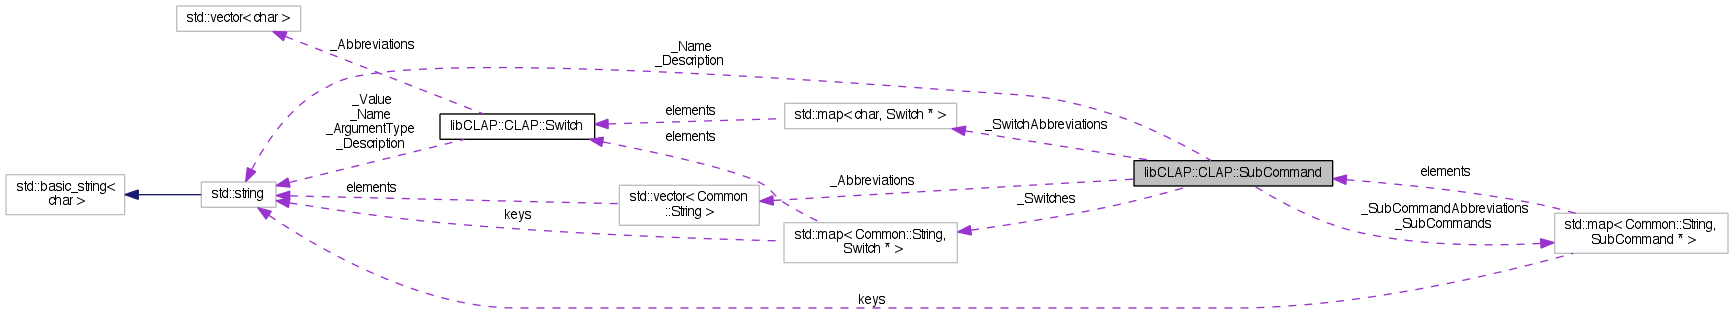 std::vector< char >
_Abbreviations
_Name
_Description
_Value
_Name
_ArgumentType
_Description
libCLAP::CLAP::Switch
elements
elements
std::map< char, Switch * >
_SwitchAbbreviations
libCLAP::CLAP::SubCommand
elements
std::basic_string<
char >
std::string
elements
keys
std::vector< Common
::String >
_Abbreviations
_Switches
std::map< Common::String,
Switch * >
_SubCommandAbbreviations
_SubCommands
std::map< Common::String,
SubCommand * >
keys